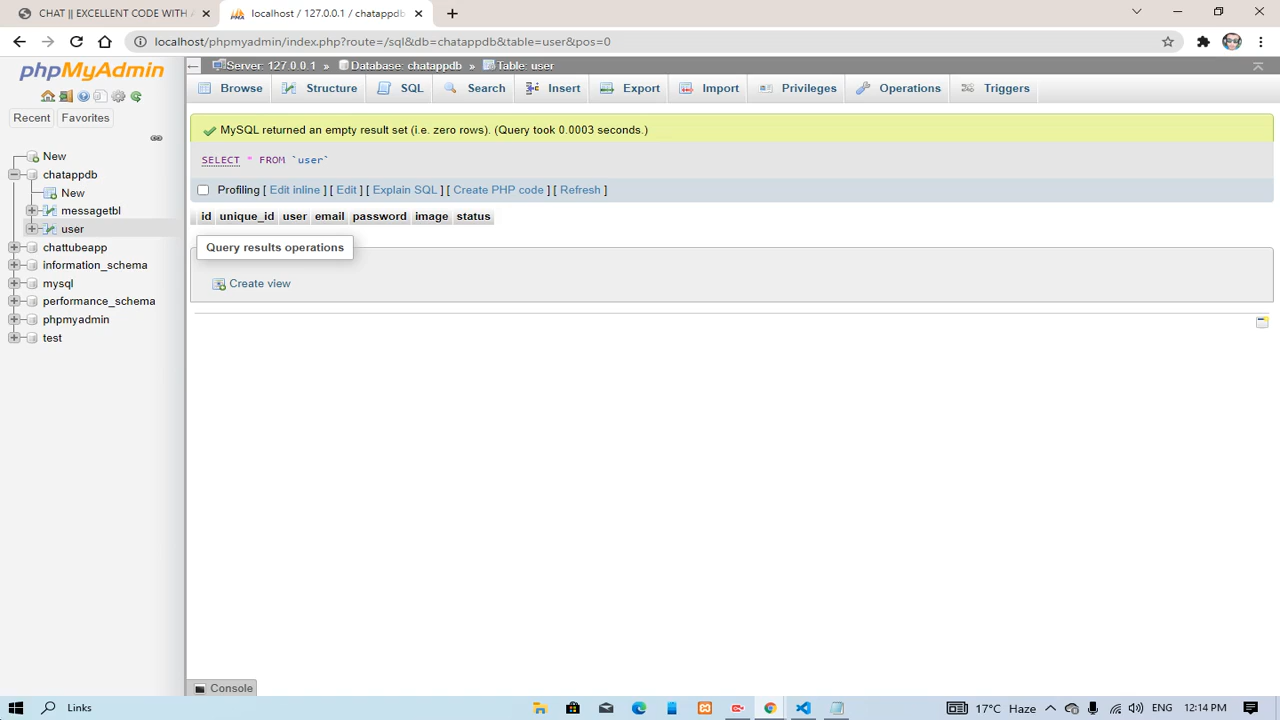 CHAT || EXCELLENT CODE WITH A
localhost / 127.0.0.1 / chatappdb
localhost/phpmyadmin/index.php?route=/sql&db=chatappdb&table=user&pos=0
phpMyAdmin
Recent
Favorites
New
chatappdb
New
messagetbl
user
chattubeapp
information_schema
mysql
performance_schema
phpmyadmin
test
Server: 127.0.0.1 » Database: chatappdb » Table: user
Browse Structure SQL Search Insert Export Import Privileges Operations Triggers
MySQL returned an empty result set (i.e. zero rows). (Query took 0.0003 seconds.)
SELECT * FROM `user`
Profiling [ Edit inline ] [ Edit ] [ Explain SQL ] [ Create PHP code ] [ Refresh ]
id unique_id user email password image status
Query results operations
Create view
Console
Links
17°C Haze ENG 12:14 PM